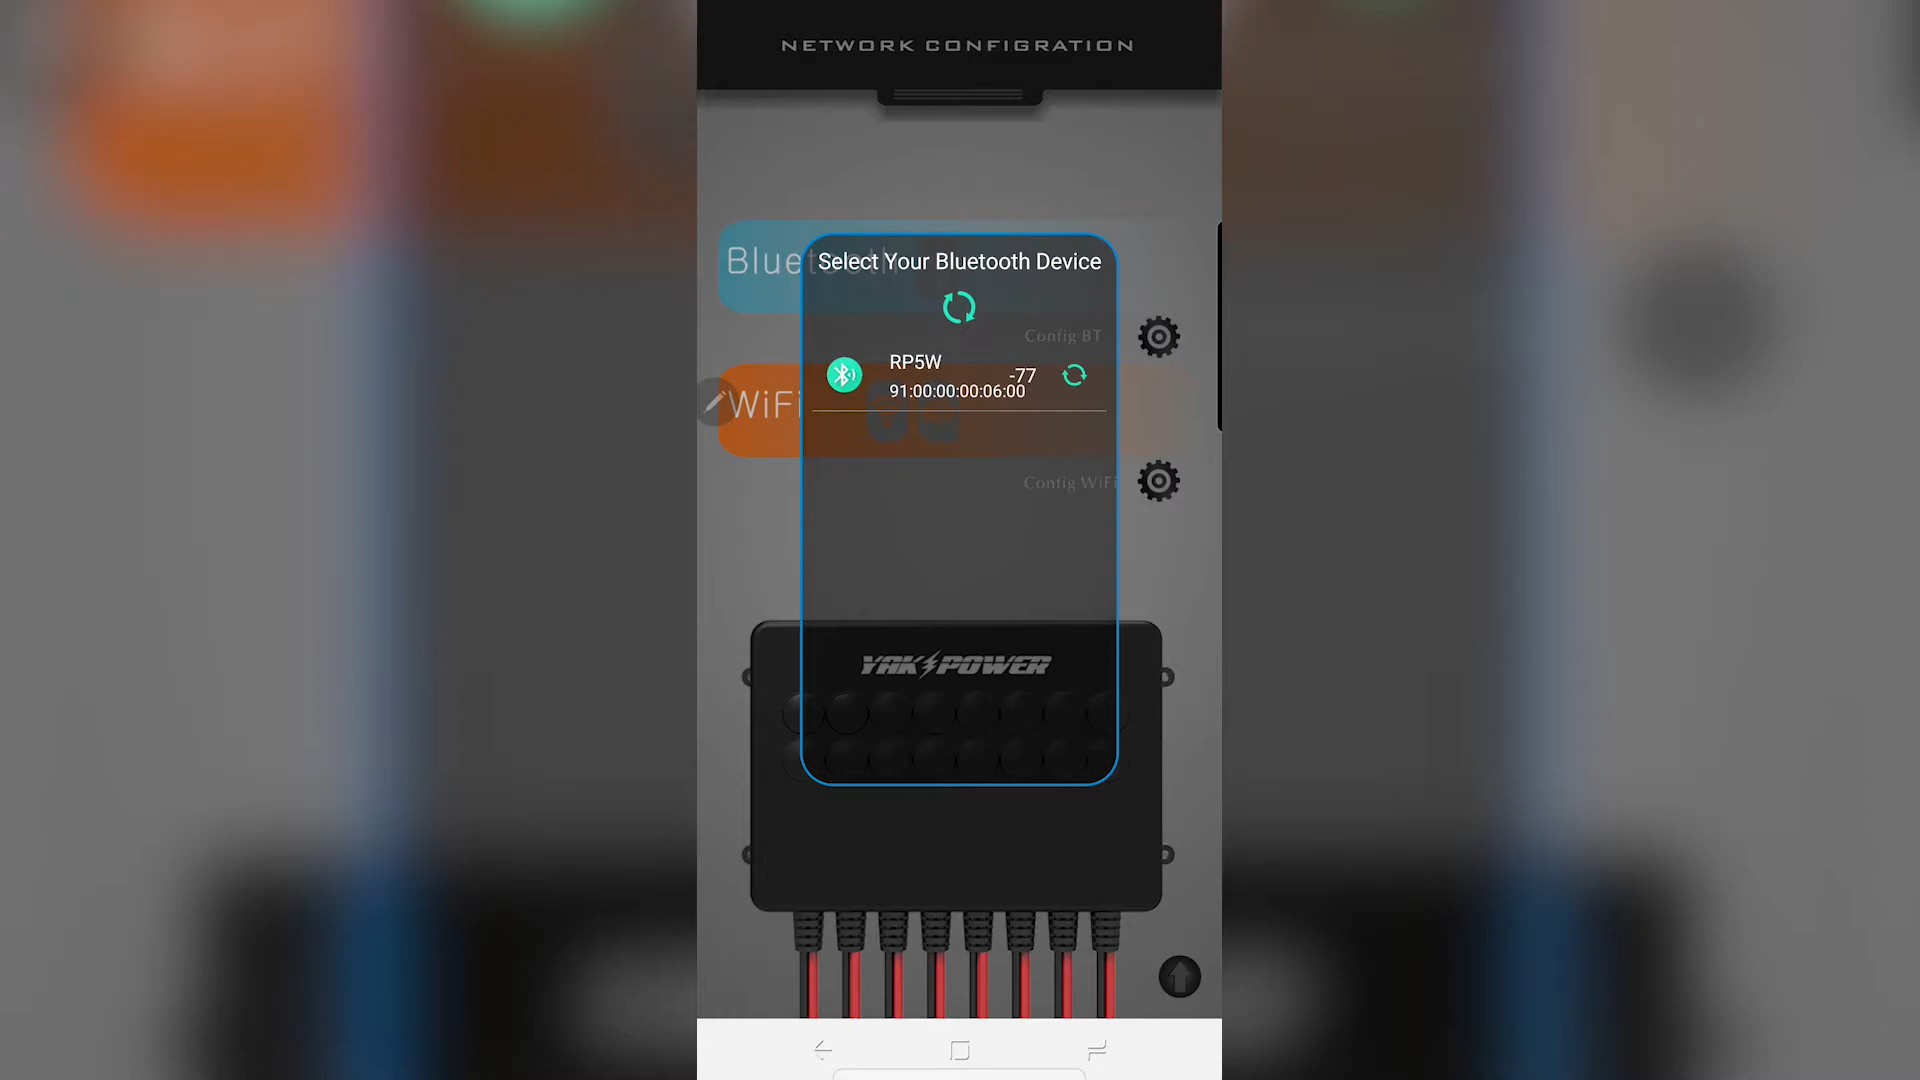 NETWORK CONFIGRATION
Bluetooth
Select Your Bluetooth Device
Config BT
RP5W
-77
91:00:00:00:06:00
WiFi
Config WiFi
YAK POWER